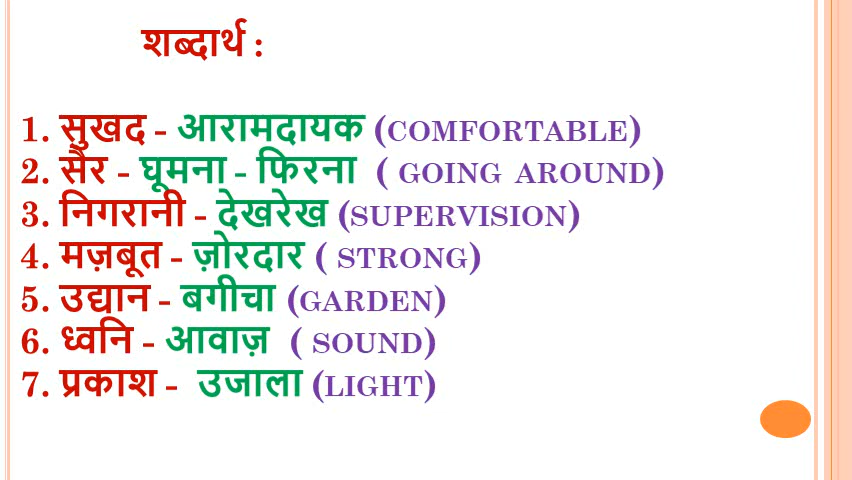 शब्दार्थ :
1. सुखद - आरामदायक (COMFORTABLE)
2. सैर - घूमना - फिरना ( GOING AROUND)
3. निगरानी - देखरेख (SUPERVISION)
4. मज़बूत - ज़ोरदार ( STRONG)
5. उद्यान - बगीचा (GARDEN)
6. ध्वनि - आवाज़ ( SOUND)
7. प्रकाश - उजाला (LIGHT)